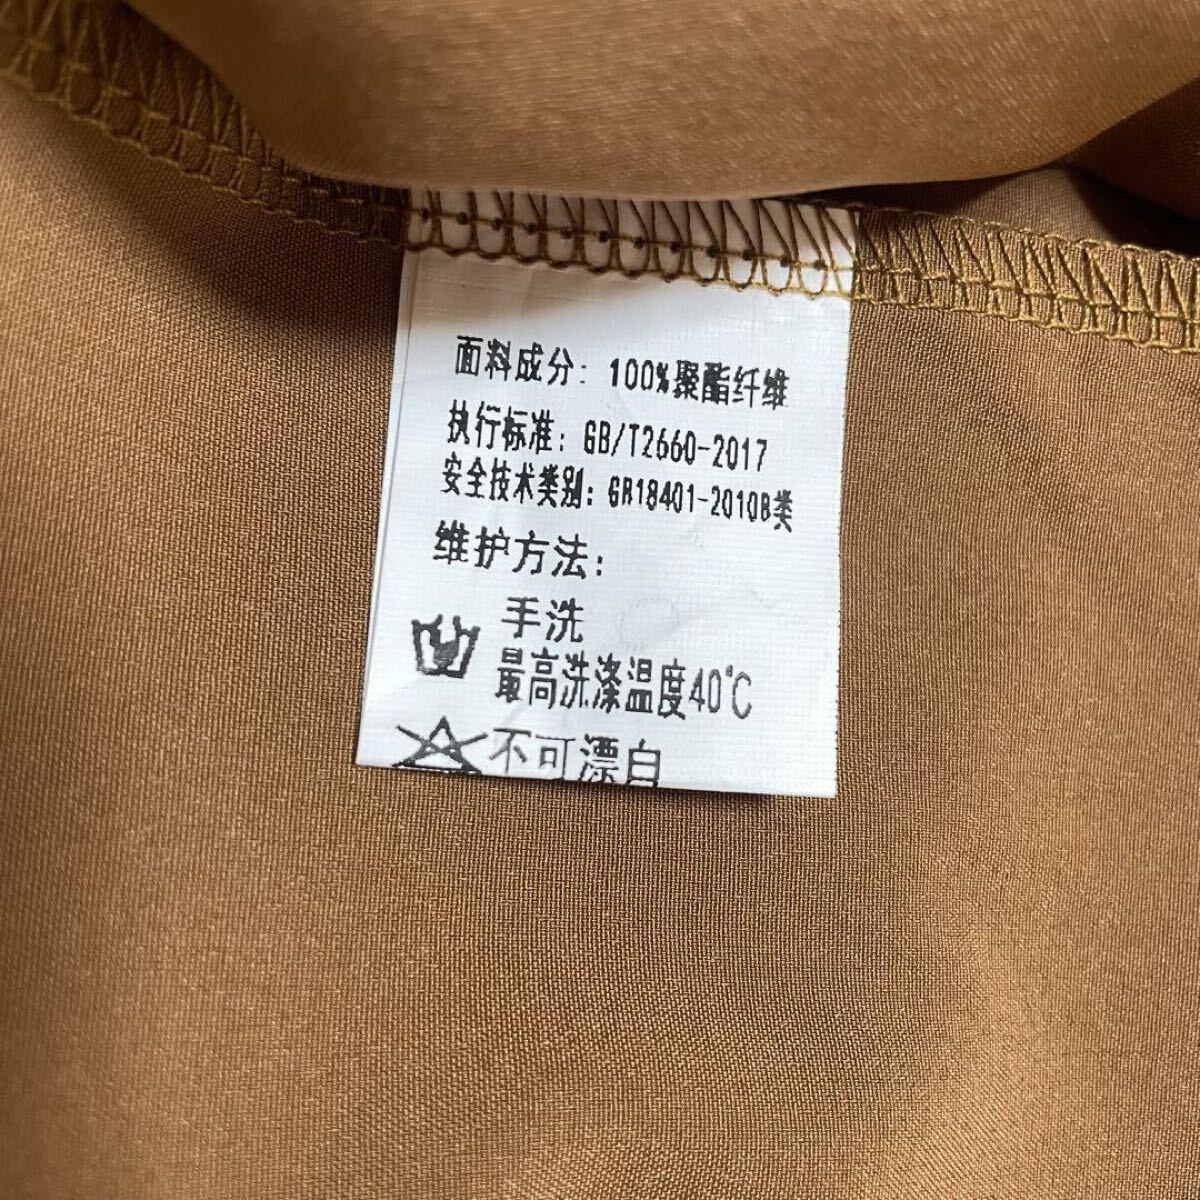 面料成分: 100%聚酯纤维
执行标准: GB/T2660-2017
安全技术类别: GB18401-2010B类
维护方法:
手洗
最高洗涤温度40℃
不可漂白